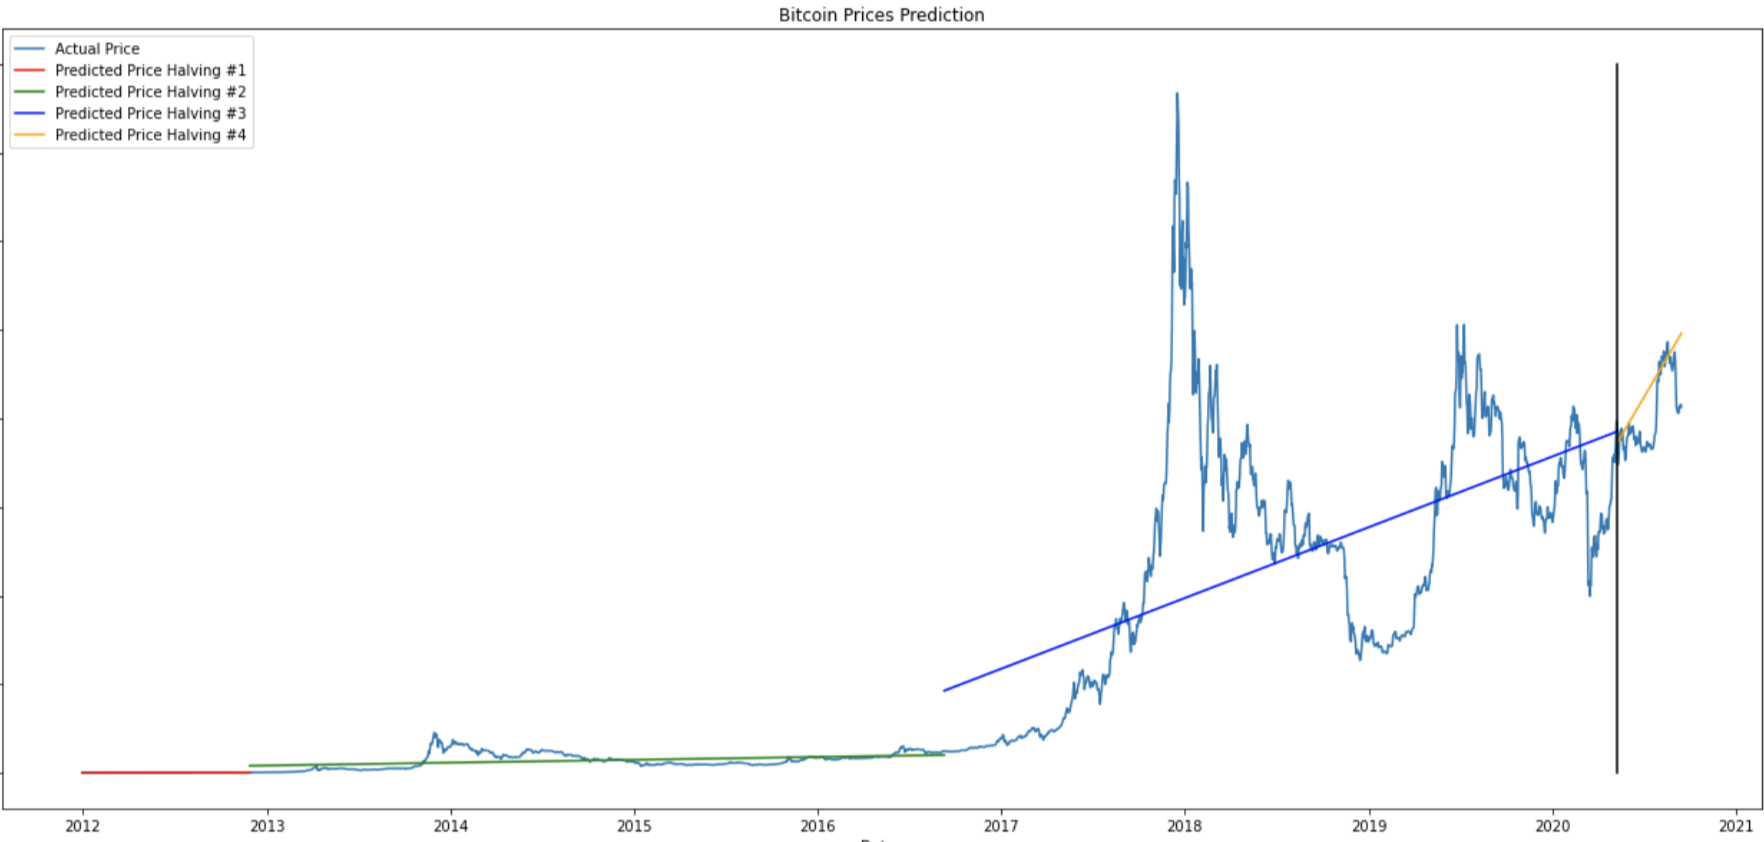 Bitcoin Prices Prediction
Actual Price
Predicted Price Halving #1
Predicted Price Halving #2
Predicted Price Halving #3
Predicted Price Halving #4
2012 2013 2014 2015 2016 2017 2018 2019 2020 2021